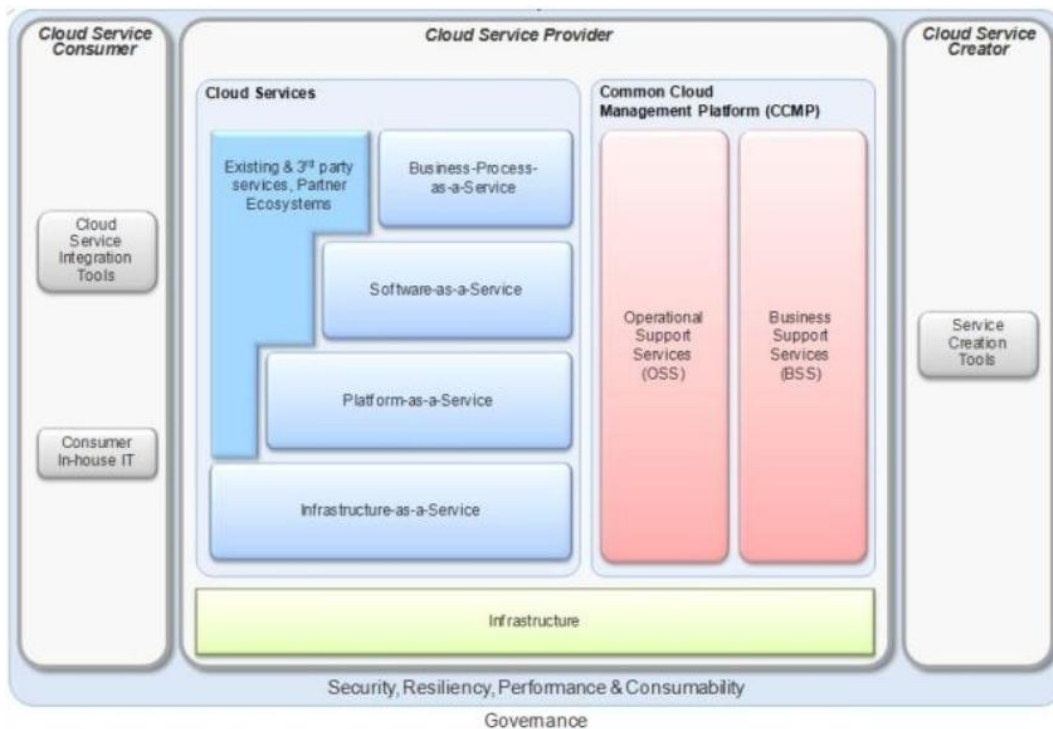 Cloud Service
Consumer
Cloud Service
Integration
Tools
Consumer
In-house IT
Cloud Service Provider
Cloud Services
Existing & 3rd party
services, Partner
Ecosystems
Business-Process-
as-a-Service
Software-as-a-Service
Platform-as-a-Service
Infrastructure-as-a-Service
Common Cloud
Management Platform (CCMP)
Operational
Support
Services
(OSS)
Business
Support
Services
(BSS)
Infrastructure
Cloud Service
Creator
Service
Creation
Tools
Security, Resiliency, Performance & Consumability
Governance